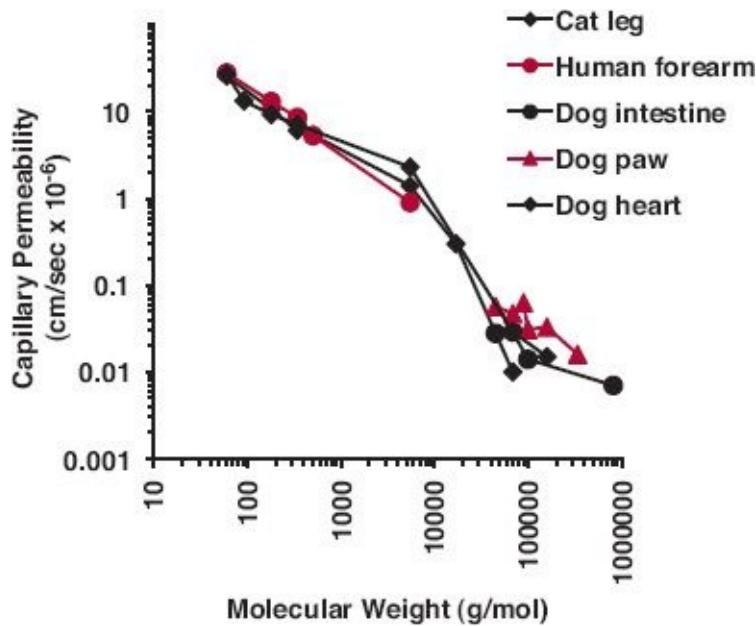 Cat leg
Human forearm
Dog intestine
Dog paw
Dog heart
Capillary Permeability
(cm/sec x 10⁻⁶)
10
1
0.1
0.01
0.001
10
100
1000
10000
100000
1000000
Molecular Weight (g/mol)